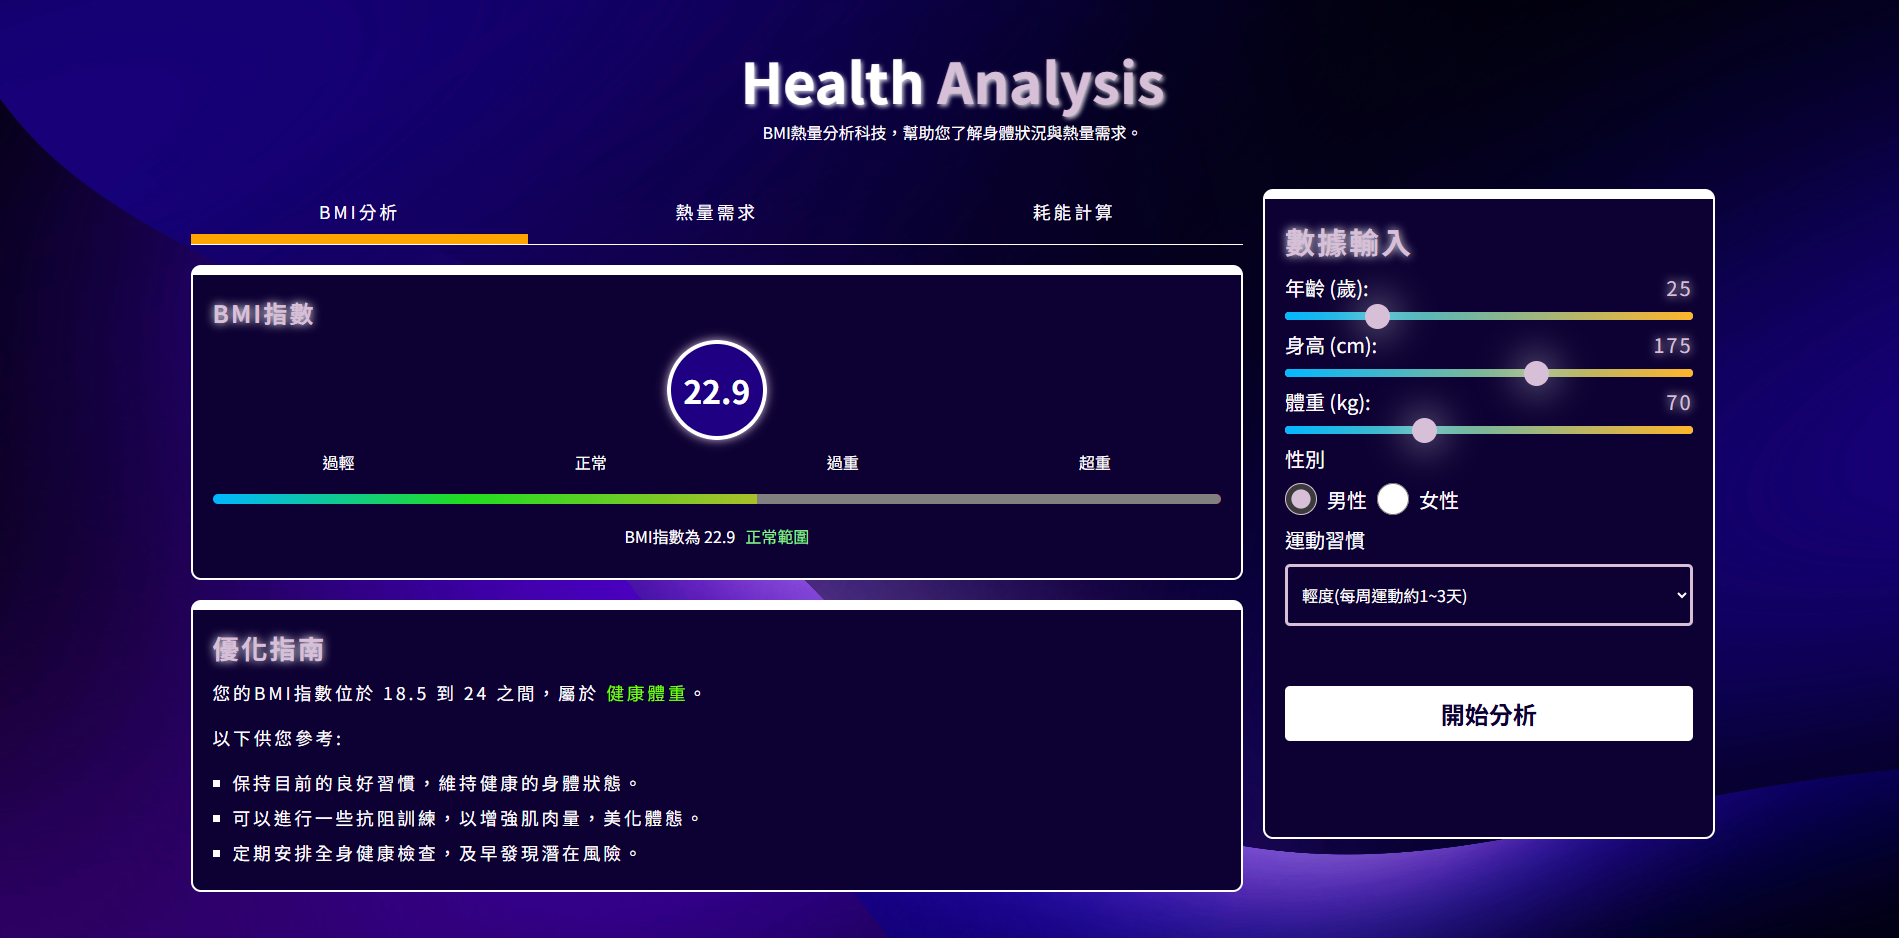 Health Analysis
BMI熱量分析科技，幫助您了解身體狀況與熱量需求。
BMI分析
熱量需求
耗能計算
BMI指數
22.9
過輕
正常
過重
超重
BMI指數為 22.9 正常範圍
優化指南
您的BMI指數位於 18.5 到 24 之間，屬於 健康體重。
以下供您參考:
保持目前的良好習慣，維持健康的身體狀態。
可以進行一些抗阻訓練，以增強肌肉量，美化體態。
定期安排全身健康檢查，及早發現潛在風險。
數據輸入
年齡 (歲): 25
身高 (cm): 175
體重 (kg): 70
性別
男性 女性
運動習慣
輕度(每周運動約1~3天)
開始分析